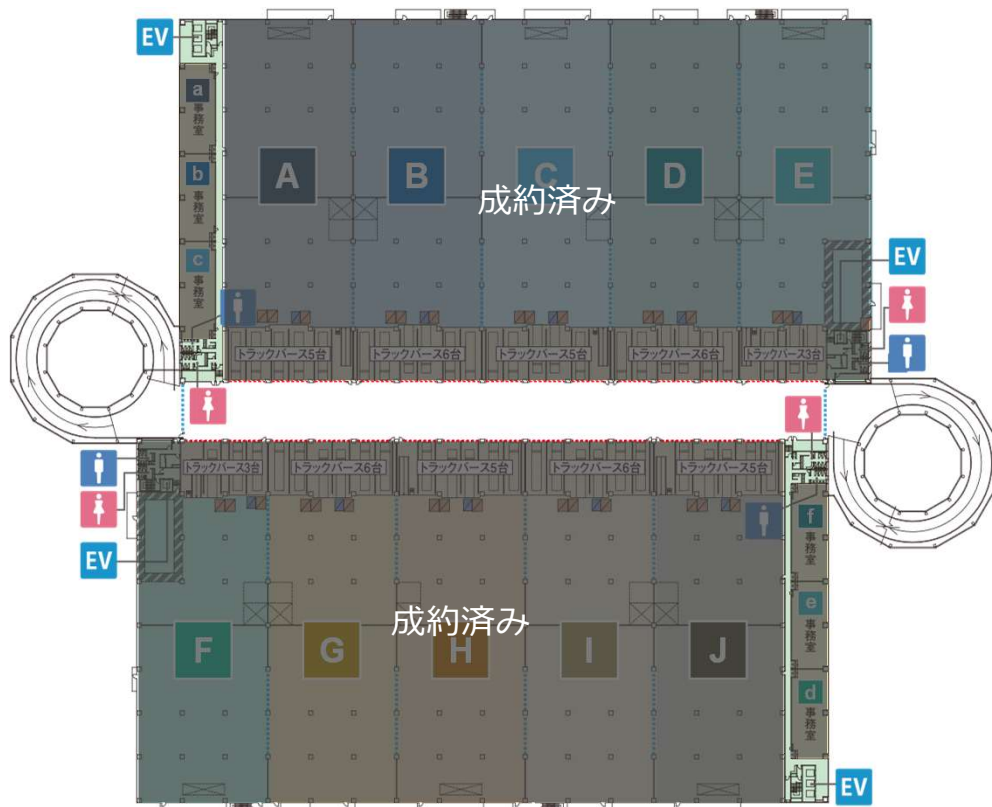 EV
a
事務室
b
事務室
c
事務室
A
B
C
D
E
成約済み
EV
トラックバース5台
トラックバース6台
トラックバース5台
トラックバース6台
トラックバース3台
トラックバース3台
トラックバース6台
トラックバース5台
トラックバース6台
トラックバース5台
EV
f
事務室
e
事務室
d
事務室
成約済み
F
G
H
I
J
EV